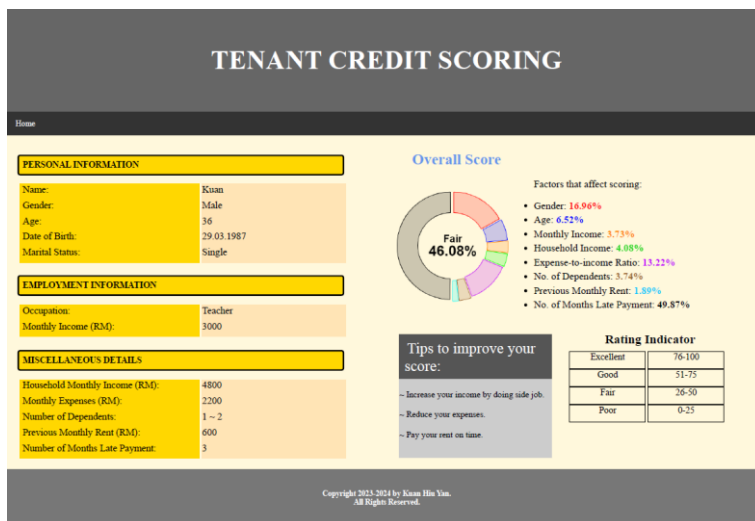 TENANT CREDIT SCORING
Home
PERSONAL INFORMATION
Name: Kuan
Gender: Male
Age: 36
Date of Birth: 29.03.1987
Marital Status: Single
EMPLOYMENT INFORMATION
Occupation: Teacher
Monthly Income (RM): 3000
MISCELLANEOUS DETAILS
Household Monthly Income (RM): 4800
Monthly Expenses (RM): 2200
Number of Dependents: 1 ~ 2
Previous Monthly Rent (RM): 600
Number of Months Late Payment: 3
Overall Score
Fair
46.08%
Factors that affect scoring:
• Gender: 16.96%
• Age: 6.52%
• Monthly Income: 3.73%
• Household Income: 4.08%
• Expense-to-income Ratio: 13.22%
• No. of Dependents: 3.74%
• Previous Monthly Rent: 1.89%
• No. of Months Late Payment: 49.87%
Tips to improve your
score:
~ Increase your income by doing side job.
~ Reduce your expenses.
~ Pay your rent on time.
Rating Indicator
Excellent 76-100
Good 51-75
Fair 26-50
Poor 0-25
Copyright 2023-2024 by Kuan Hin Yan.
All Rights Reserved.